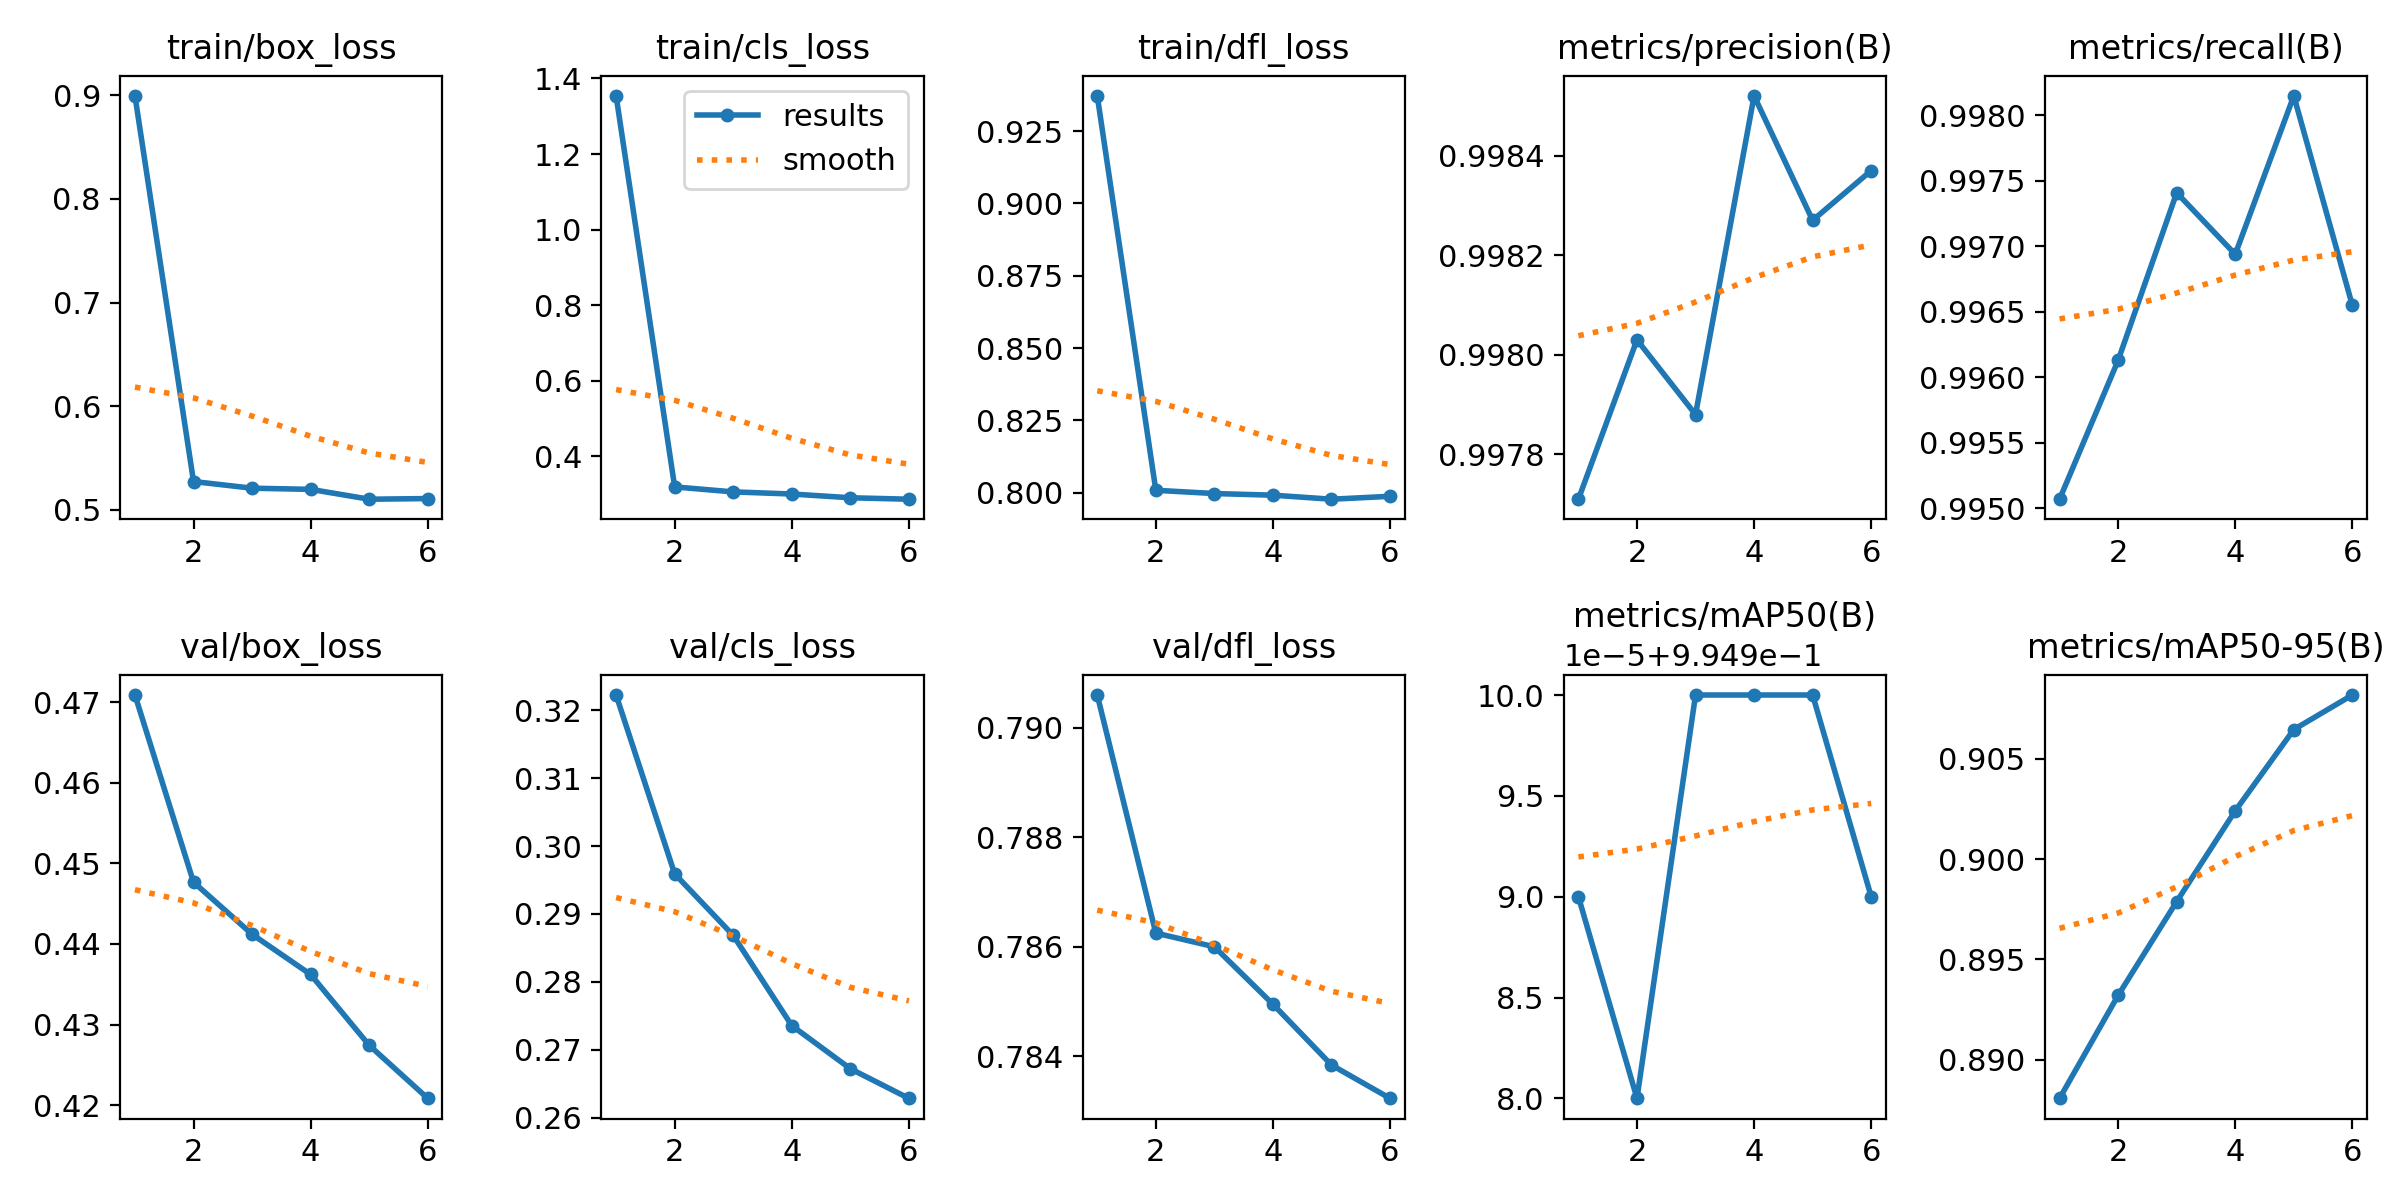 train/box_loss
0.9
0.8
0.7
0.6
0.5
2 4 6
train/cls_loss
1.4
1.2
1.0
0.8
0.6
0.4
results
smooth
2 4 6
train/dfl_loss
0.925
0.900
0.875
0.850
0.825
0.800
2 4 6
metrics/precision(B)
0.9984
0.9982
0.9980
0.9978
2 4 6
metrics/recall(B)
0.9980
0.9975
0.9970
0.9965
0.9960
0.9955
0.9950
2 4 6
val/box_loss
0.47
0.46
0.45
0.44
0.43
0.42
2 4 6
val/cls_loss
0.32
0.31
0.30
0.29
0.28
0.27
0.26
2 4 6
val/dfl_loss
0.790
0.788
0.786
0.784
2 4 6
metrics/mAP50(B)
1e−5+9.949e−1
10.0
9.5
9.0
8.5
8.0
2 4 6
metrics/mAP50-95(B)
0.905
0.900
0.895
0.890
2 4 6